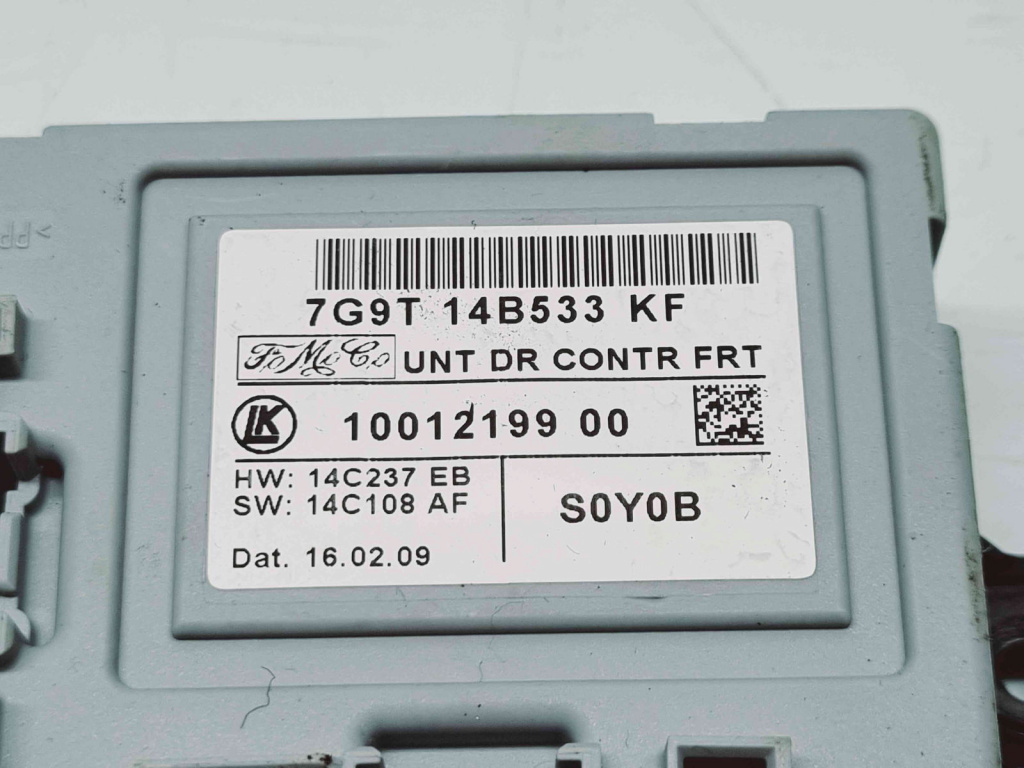 7G9T 14B533 KF
FoMoCo UNT DR CONTR FRT
LK 10012199 00
HW: 14C237 EB
SW: 14C108 AF
S0Y0B
Dat. 16.02.09
>PP